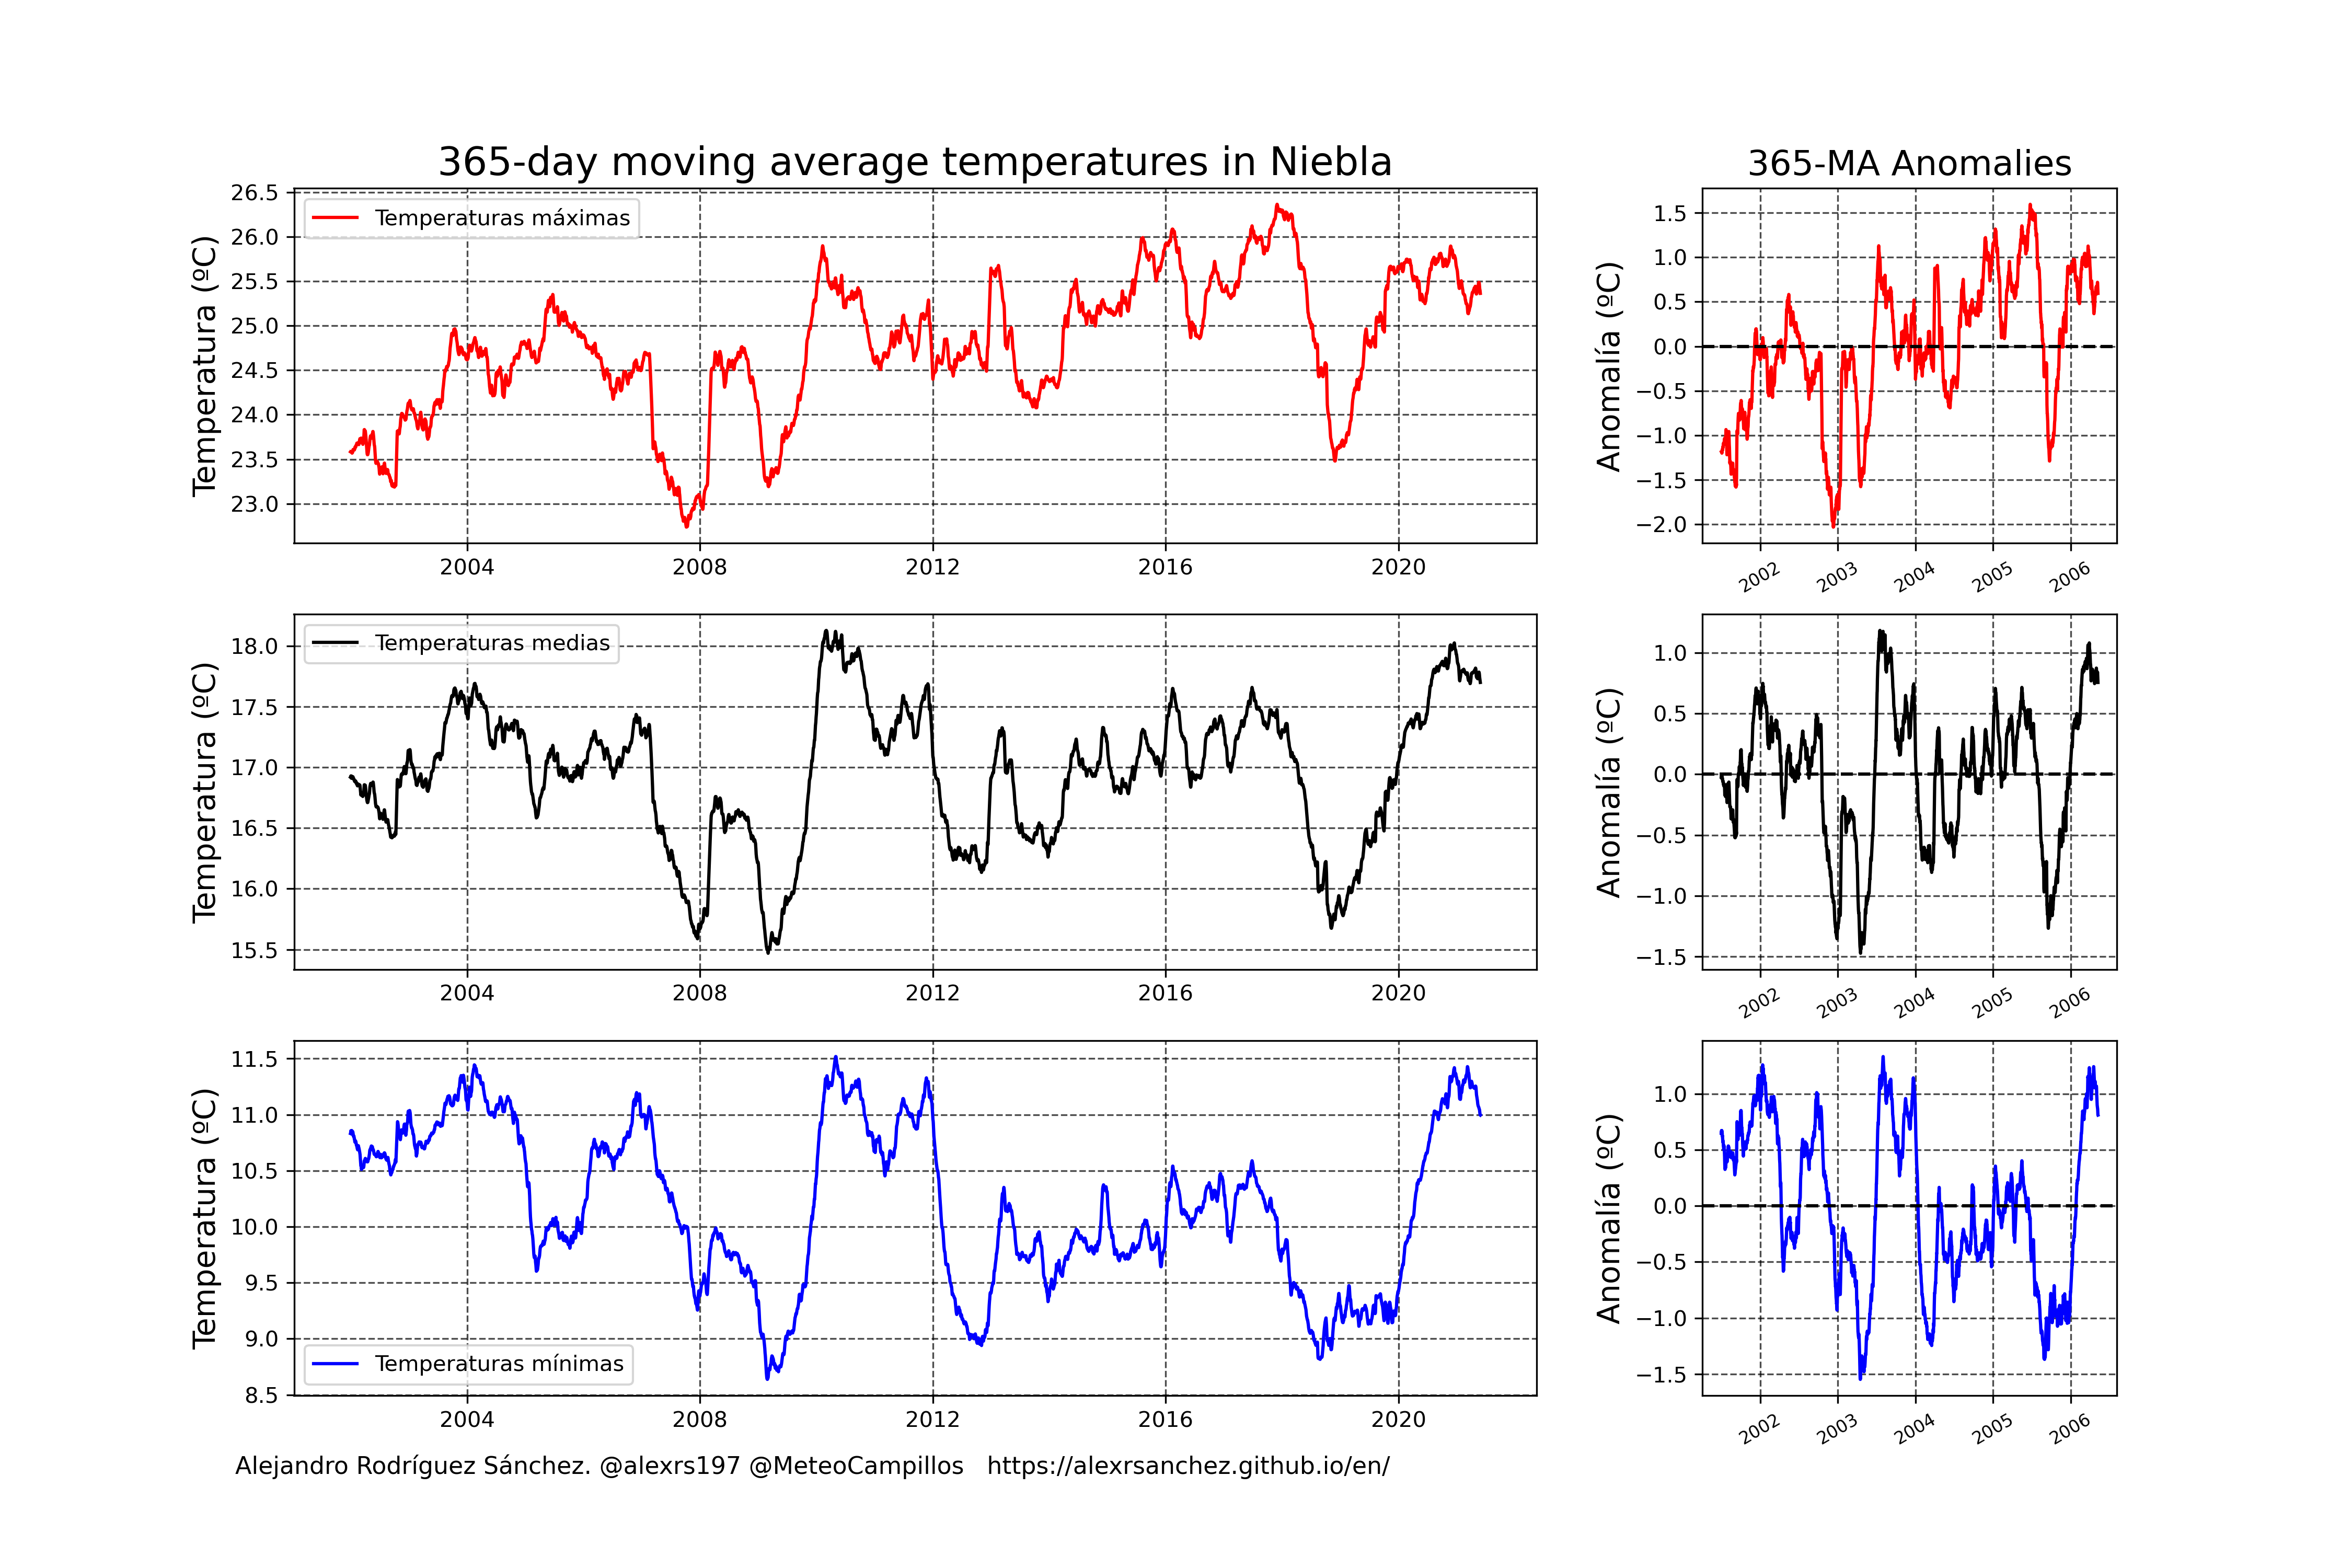 365-day moving average temperatures in Niebla
365-MA Anomalies
Temperatura (ºC)
26.5
26.0
25.5
25.0
24.5
24.0
23.5
23.0
Temperaturas máximas
2004 2008 2012 2016 2020
Anomalía (ºC)
1.5
1.0
0.5
0.0
−0.5
−1.0
−1.5
−2.0
2002 2003 2004 2005 2006
Temperatura (ºC)
18.0
17.5
17.0
16.5
16.0
15.5
Temperaturas medias
2004 2008 2012 2016 2020
Anomalía (ºC)
1.0
0.5
0.0
−0.5
−1.0
−1.5
2002 2003 2004 2005 2006
Temperatura (ºC)
11.5
11.0
10.5
10.0
9.5
9.0
8.5
Temperaturas mínimas
2004 2008 2012 2016 2020
Anomalía (ºC)
1.0
0.5
0.0
−0.5
−1.0
−1.5
2002 2003 2004 2005 2006
Alejandro Rodríguez Sánchez. @alexrs197 @MeteoCampillos https://alexrsanchez.github.io/en/